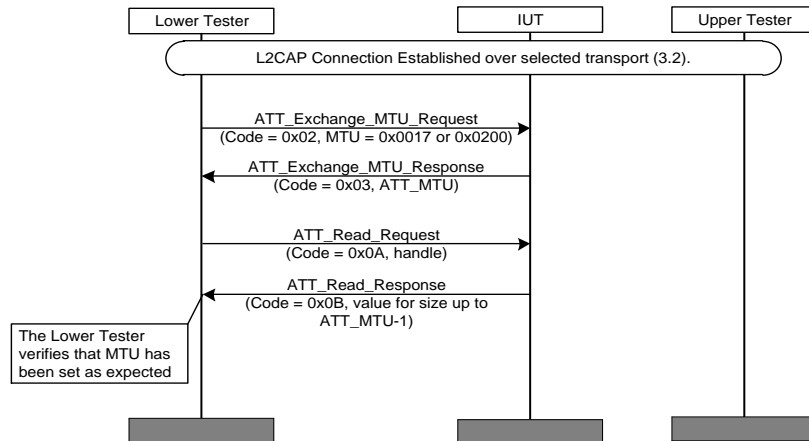 Lower Tester
IUT
Upper Tester
L2CAP Connection Established over selected transport (3.2).
ATT_Exchange_MTU_Request
(Code = 0x02, MTU = 0x0017 or 0x0200)
ATT_Exchange_MTU_Response
(Code = 0x03, ATT_MTU)
ATT_Read_Request
(Code = 0x0A, handle)
ATT_Read_Response
(Code = 0x0B, value for size up to
ATT_MTU-1)
The Lower Tester
verifies that MTU has
been set as expected